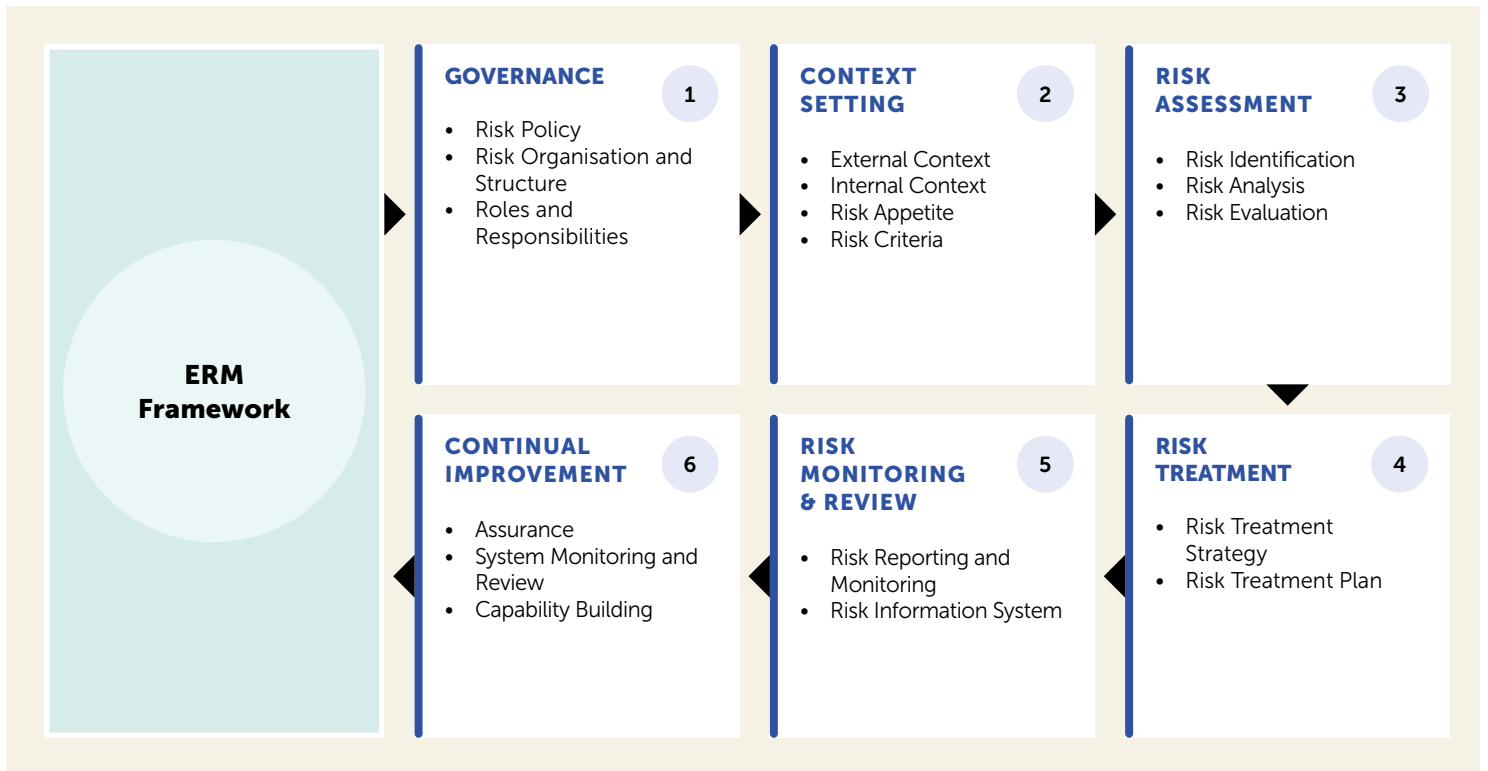 ERM
Framework
GOVERNANCE
1
• Risk Policy
• Risk Organisation and
Structure
• Roles and
Responsibilities
CONTEXT
SETTING
2
• External Context
• Internal Context
• Risk Appetite
• Risk Criteria
RISK
ASSESSMENT
3
• Risk Identification
• Risk Analysis
• Risk Evaluation
RISK
TREATMENT
4
• Risk Treatment
Strategy
• Risk Treatment Plan
RISK
MONITORING
& REVIEW
5
• Risk Reporting and
Monitoring
• Risk Information System
CONTINUAL
IMPROVEMENT
6
• Assurance
• System Monitoring and
Review
• Capability Building